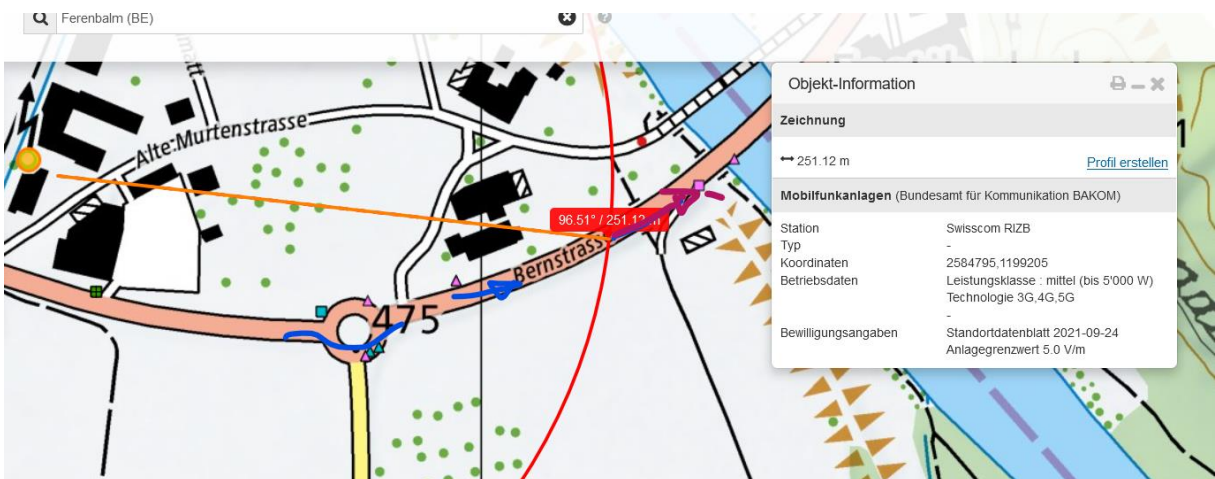 Ferenbalm (BE)
Objekt-Information
Zeichnung
251.12 m
Profil erstellen
Mobilfunkanlagen (Bundesamt für Kommunikation BAKOM)
Station Swisscom RIZB
Typ -
Koordinaten 2584795,1199205
Betriebsdaten Leistungsklasse : mittel (bis 5'000 W)
Technologie 3G,4G,5G
-
Bewilligungsangaben Standortdatenblatt 2021-09-24
Anlagegrenzwert 5.0 V/m
Alte Murtenstrasse
96.51° / 251.12 m
Bernstrasse
475